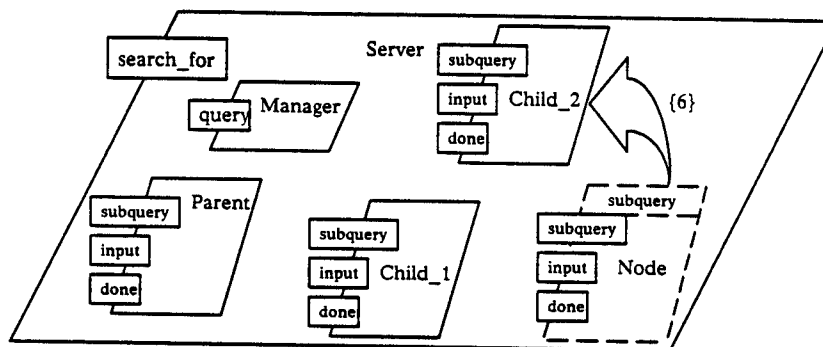 search_for
Server
subquery
input
Child_2
done
{6}
query
Manager
subquery
Parent
input
done
subquery
input
Child_1
done
subquery
subquery
input
Node
done